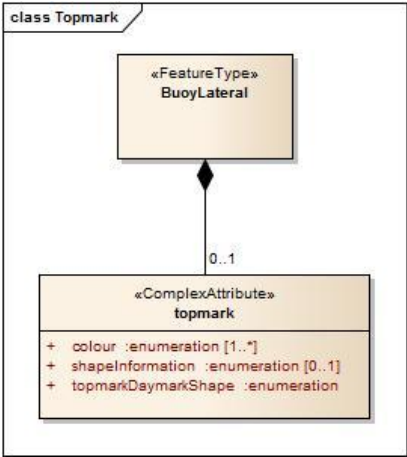 class Topmark
«FeatureType»
BuoyLateral
0..1
«ComplexAttribute»
topmark
+ colour :enumeration [1..*]
+ shapeInformation :enumeration [0..1]
+ topmarkDaymarkShape :enumeration